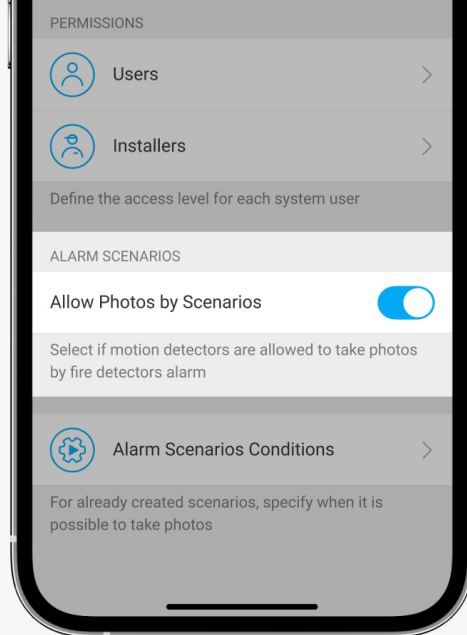 PERMISSIONS
Users
Installers
Define the access level for each system user
ALARM SCENARIOS
Allow Photos by Scenarios
Select if motion detectors are allowed to take photos
by fire detectors alarm
Alarm Scenarios Conditions
For already created scenarios, specify when it is
possible to take photos